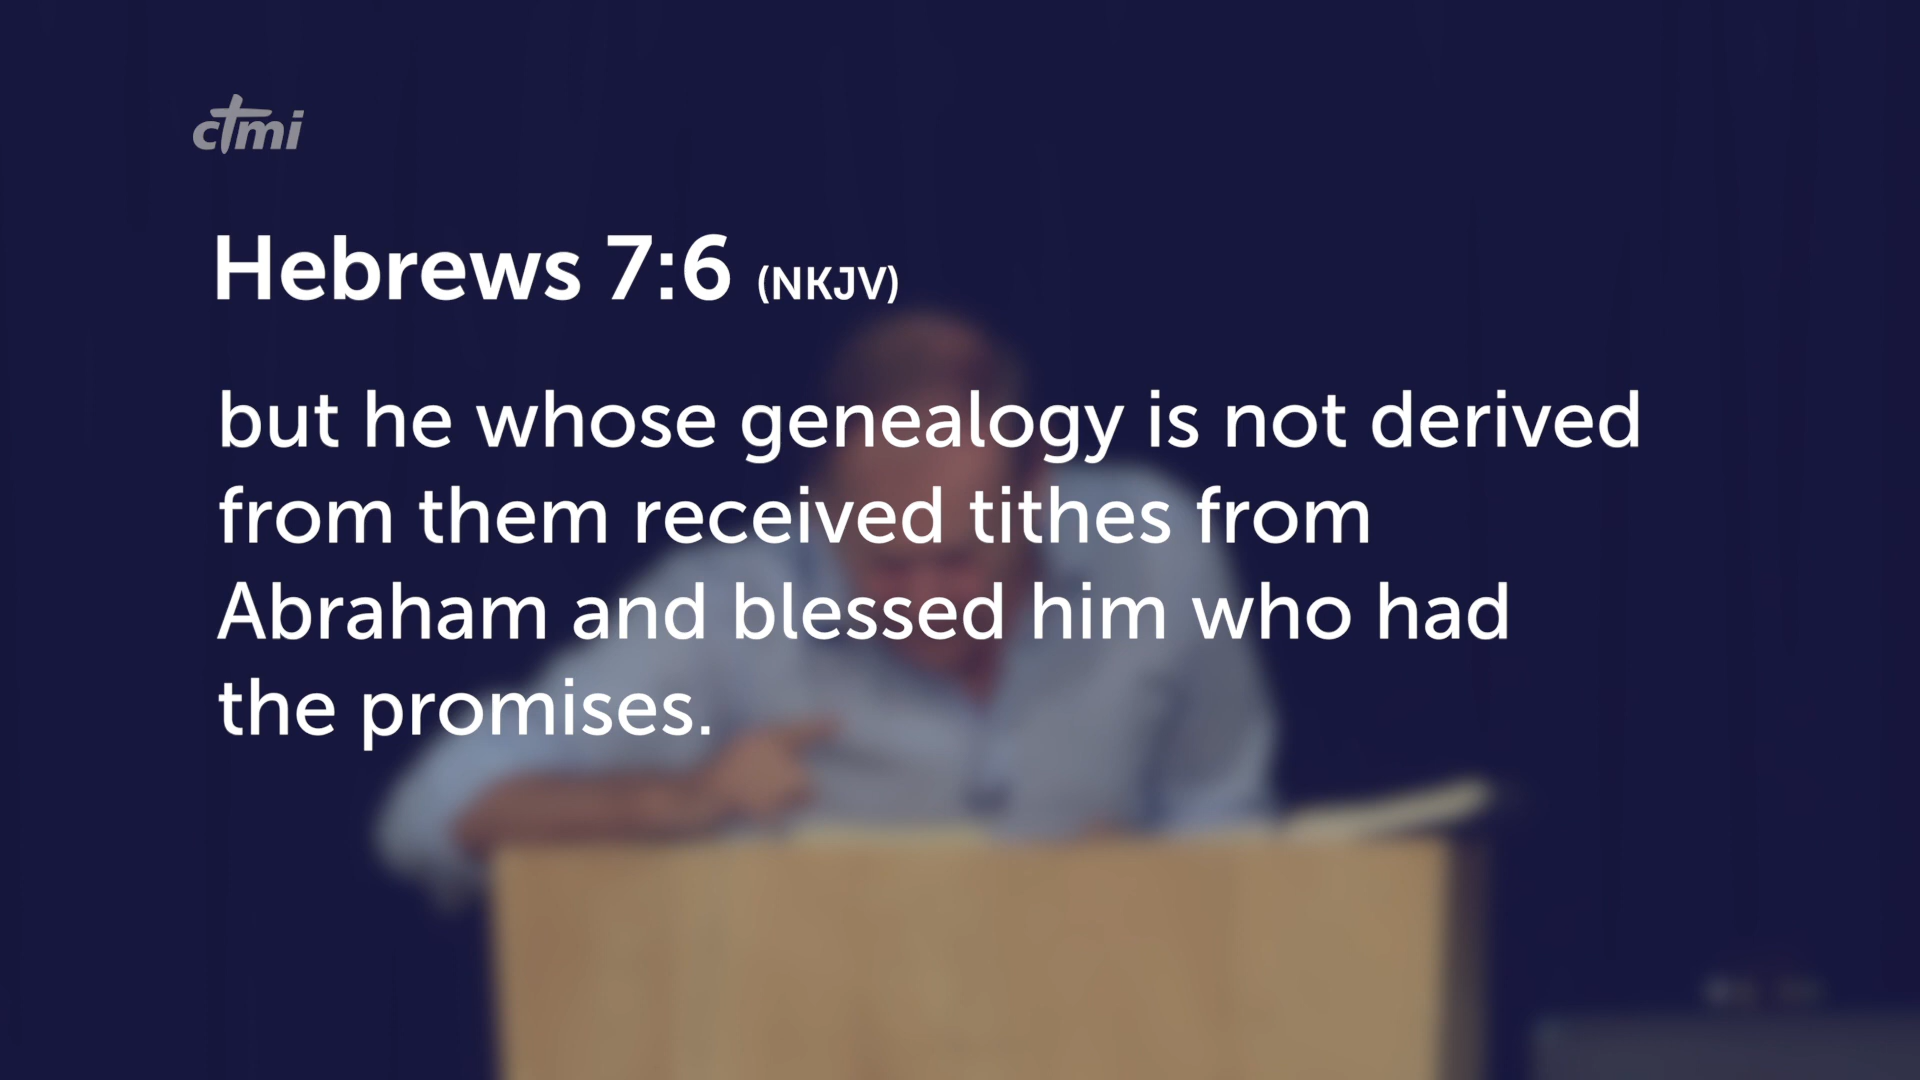 ctmi
Hebrews 7:6 (NKJV)
but he whose genealogy is not derived
from them received tithes from
Abraham and blessed him who had
the promises.